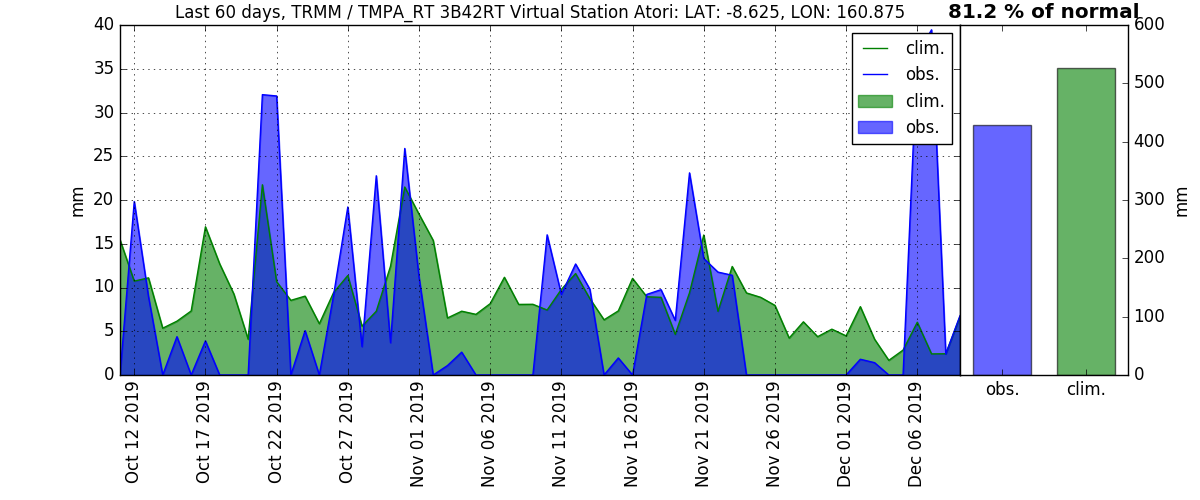 Last 60 days, TRMM / TMPA_RT 3B42RT Virtual Station Atori: LAT: -8.625, LON: 160.875
81.2 % of normal
40
35
30
25
20
15
10
5
0
mm
clim.
obs.
clim.
obs.
Oct 12 2019
Oct 17 2019
Oct 22 2019
Oct 27 2019
Nov 01 2019
Nov 06 2019
Nov 11 2019
Nov 16 2019
Nov 21 2019
Nov 26 2019
Dec 01 2019
Dec 06 2019
600
500
400
300
200
100
0
mm
obs.
clim.